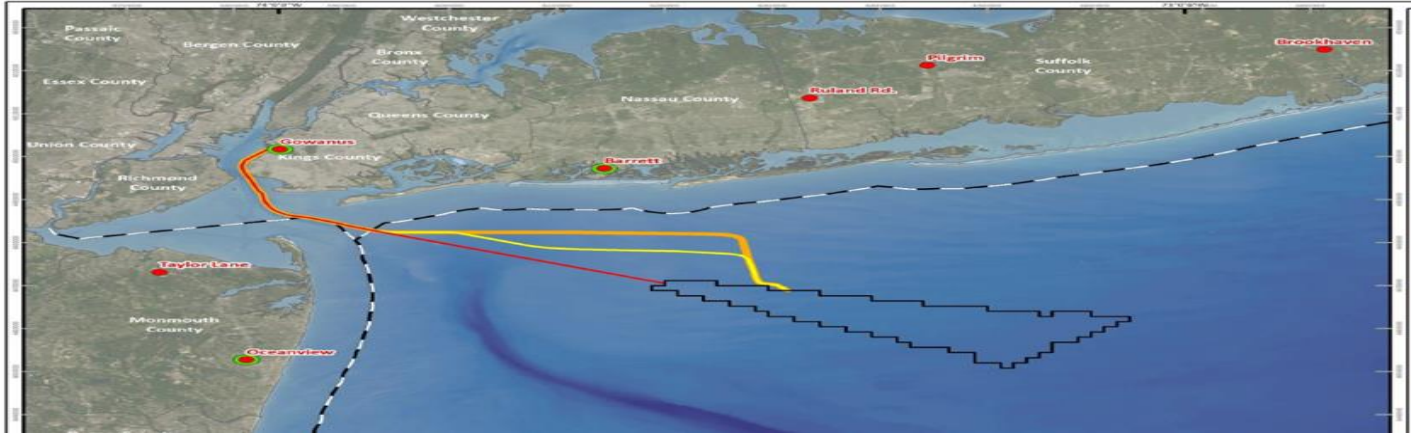 Westchester
County
Passaic
County
Bergen County
Bronx
County
Brookhaven
Pilgrim
Suffolk
County
Essex County
Ruland Rd.
Nassau County
Queens County
Union County
Gowanus
Kings County
Barrett
Richmond
County
Taylor Lane
Monmouth
County
Oceanview